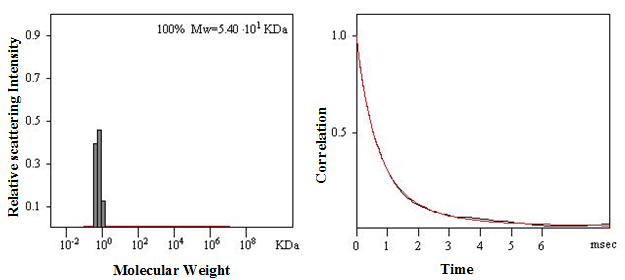 Relative scattering Intensity
0.9
0.7
0.5
0.3
0.1
100% Mw=5.40 ·10¹ KDa
10⁻² 10⁰ 10² 10⁴ 10⁶ 10⁸ KDa
Molecular Weight
Correlation
1.0
0.5
0 1 2 3 4 5 6 msec
Time